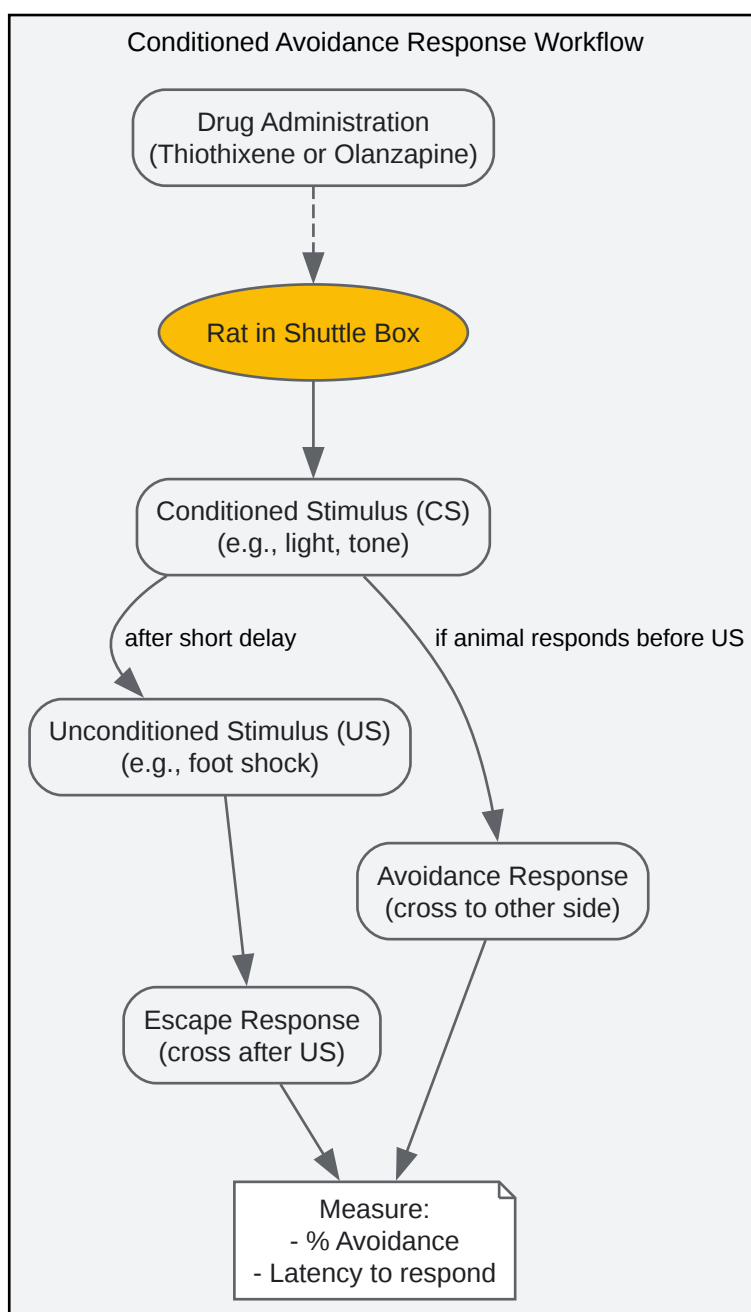 Conditioned Avoidance Response Workflow
Drug Administration
(Thiothixene or Olanzapine)
Rat in Shuttle Box
Conditioned Stimulus (CS)
(e.g., light, tone)
after short delay
if animal responds before US
Unconditioned Stimulus (US)
(e.g., foot shock)
Avoidance Response
(cross to other side)
Escape Response
(cross after US)
Measure:
- % Avoidance
- Latency to respond